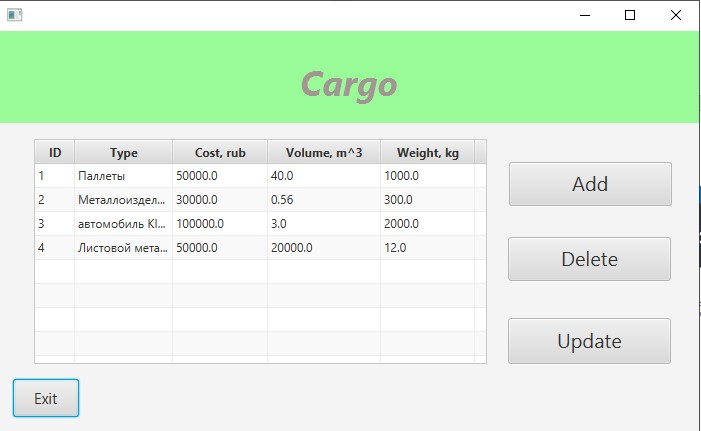 Cargo
ID Type Cost, rub Volume, m^3 Weight, kg
1 Паллеты 50000.0 40.0 1000.0
2 Металлоиздел... 30000.0 0.56 300.0
3 автомобиль KI... 100000.0 3.0 2000.0
4 Листовой мета... 50000.0 20000.0 12.0
Add
Delete
Update
Exit